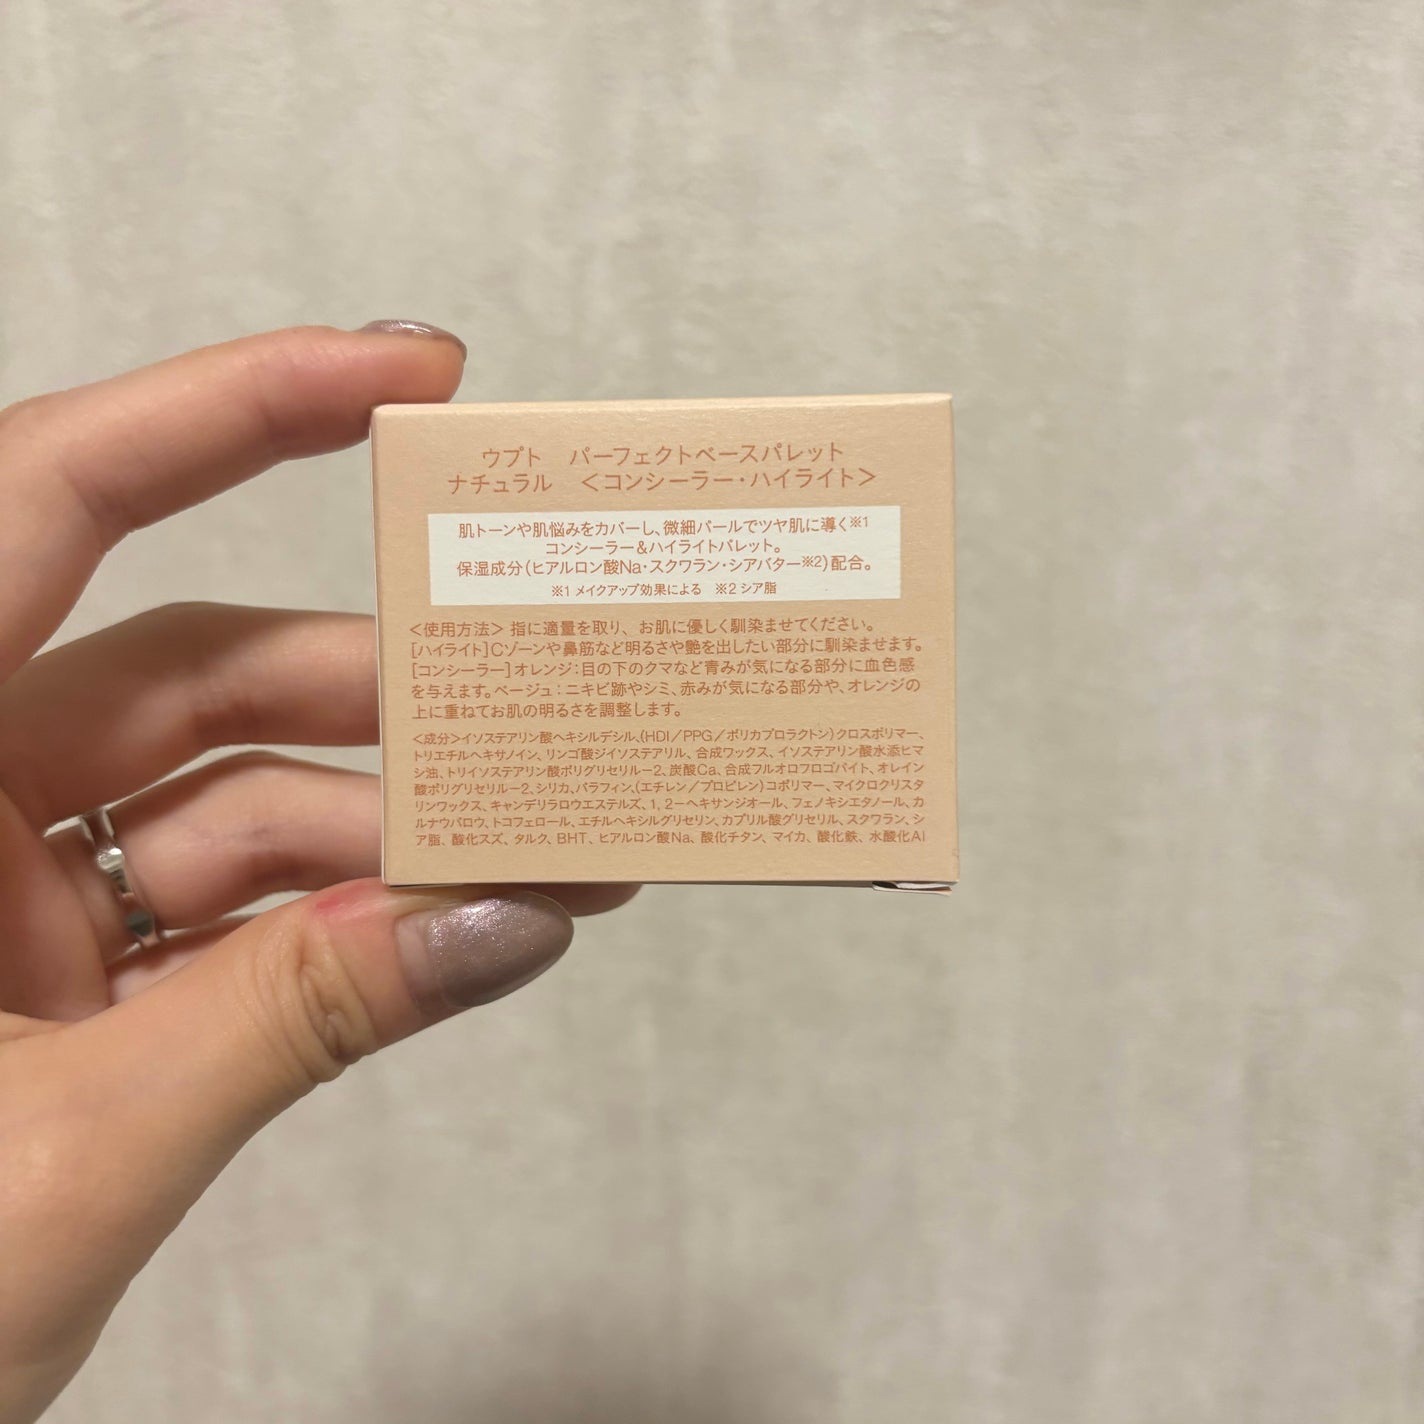 ウプト　パーフェクトベースパレット
ナチュラル　＜コンシーラー・ハイライト＞
肌トーンや肌悩みをカバーし、微細パールでツヤ肌に導く※1
コンシーラー＆ハイライトパレット。
保湿成分(ヒアルロン酸Na・スクワラン・シアバター※2)配合。
※1 メイクアップ効果による　※2 シア脂
＜使用方法＞ 指に適量を取り、お肌に優しく馴染ませてください。
[ハイライト]Cゾーンや鼻筋など明るさや艶を出したい部分に馴染ませます。
[コンシーラー]オレンジ：目の下のクマなど青みが気になる部分に血色感
を与えます。ベージュ：ニキビ跡やシミ、赤みが気になる部分や、オレンジの
上に重ねてお肌の明るさを調整します。
＜成分＞イソステアリン酸ヘキシルデシル、(HDI／PPG／ポリカプロラクトン)クロスポリマー、
トリエチルヘキサノイン、リンゴ酸ジイソステアリル、合成ワックス、イソステアリン酸水添ヒマ
シ油、トリイソステアリン酸ポリグリセリル－2、炭酸Ca、合成フルオロフロゴパイト、オレイン
酸ポリグリセリル－2、シリカ、パラフィン、(エチレン／プロピレン)コポリマー、マイクロクリスタ
リンワックス、キャンデリラロウエステルズ、1, 2－ヘキサンジオール、フェノキシエタノール、カ
ルナウバロウ、トコフェロール、エチルヘキシルグリセリン、カプリル酸グリセリル、スクワラン、シ
ア脂、酸化スズ、タルク、BHT、ヒアルロン酸Na、酸化チタン、マイカ、酸化鉄、水酸化Al